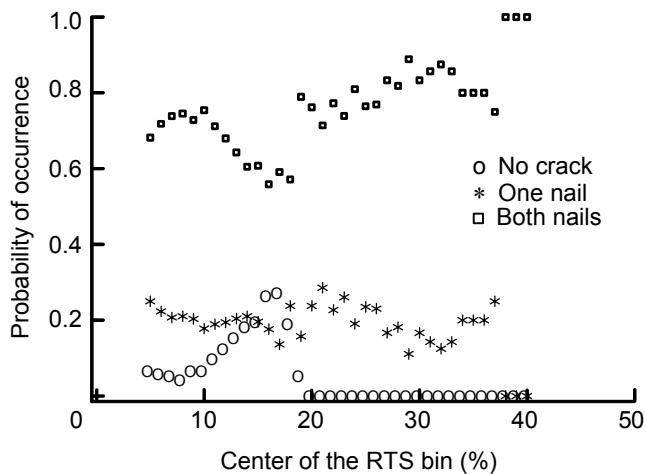 1.0
0.8
0.6
0.4
0.2
0
Probability of occurrence
o No crack
* One nail
□ Both nails
0 10 20 30 40 50
Center of the RTS bin (%)